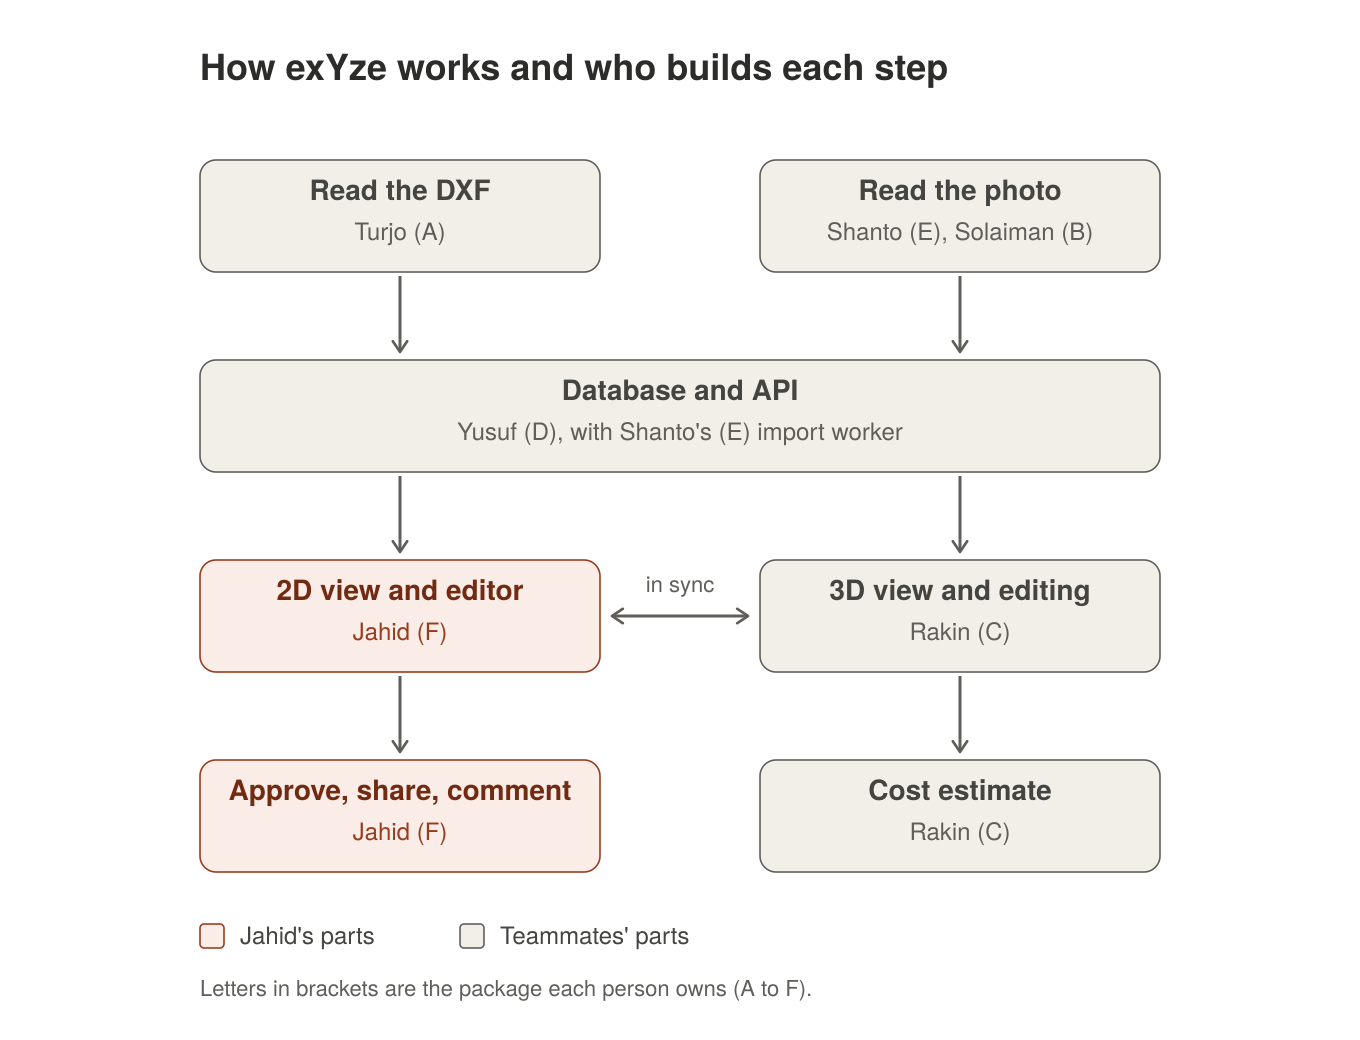 How exYze works and who builds each step
Read the DXF
Turjo (A)
Read the photo
Shanto (E), Solaiman (B)
Database and API
Yusuf (D), with Shanto's (E) import worker
2D view and editor
Jahid (F)
in sync
3D view and editing
Rakin (C)
Approve, share, comment
Jahid (F)
Cost estimate
Rakin (C)
Jahid's parts
Teammates' parts
Letters in brackets are the package each person owns (A to F).